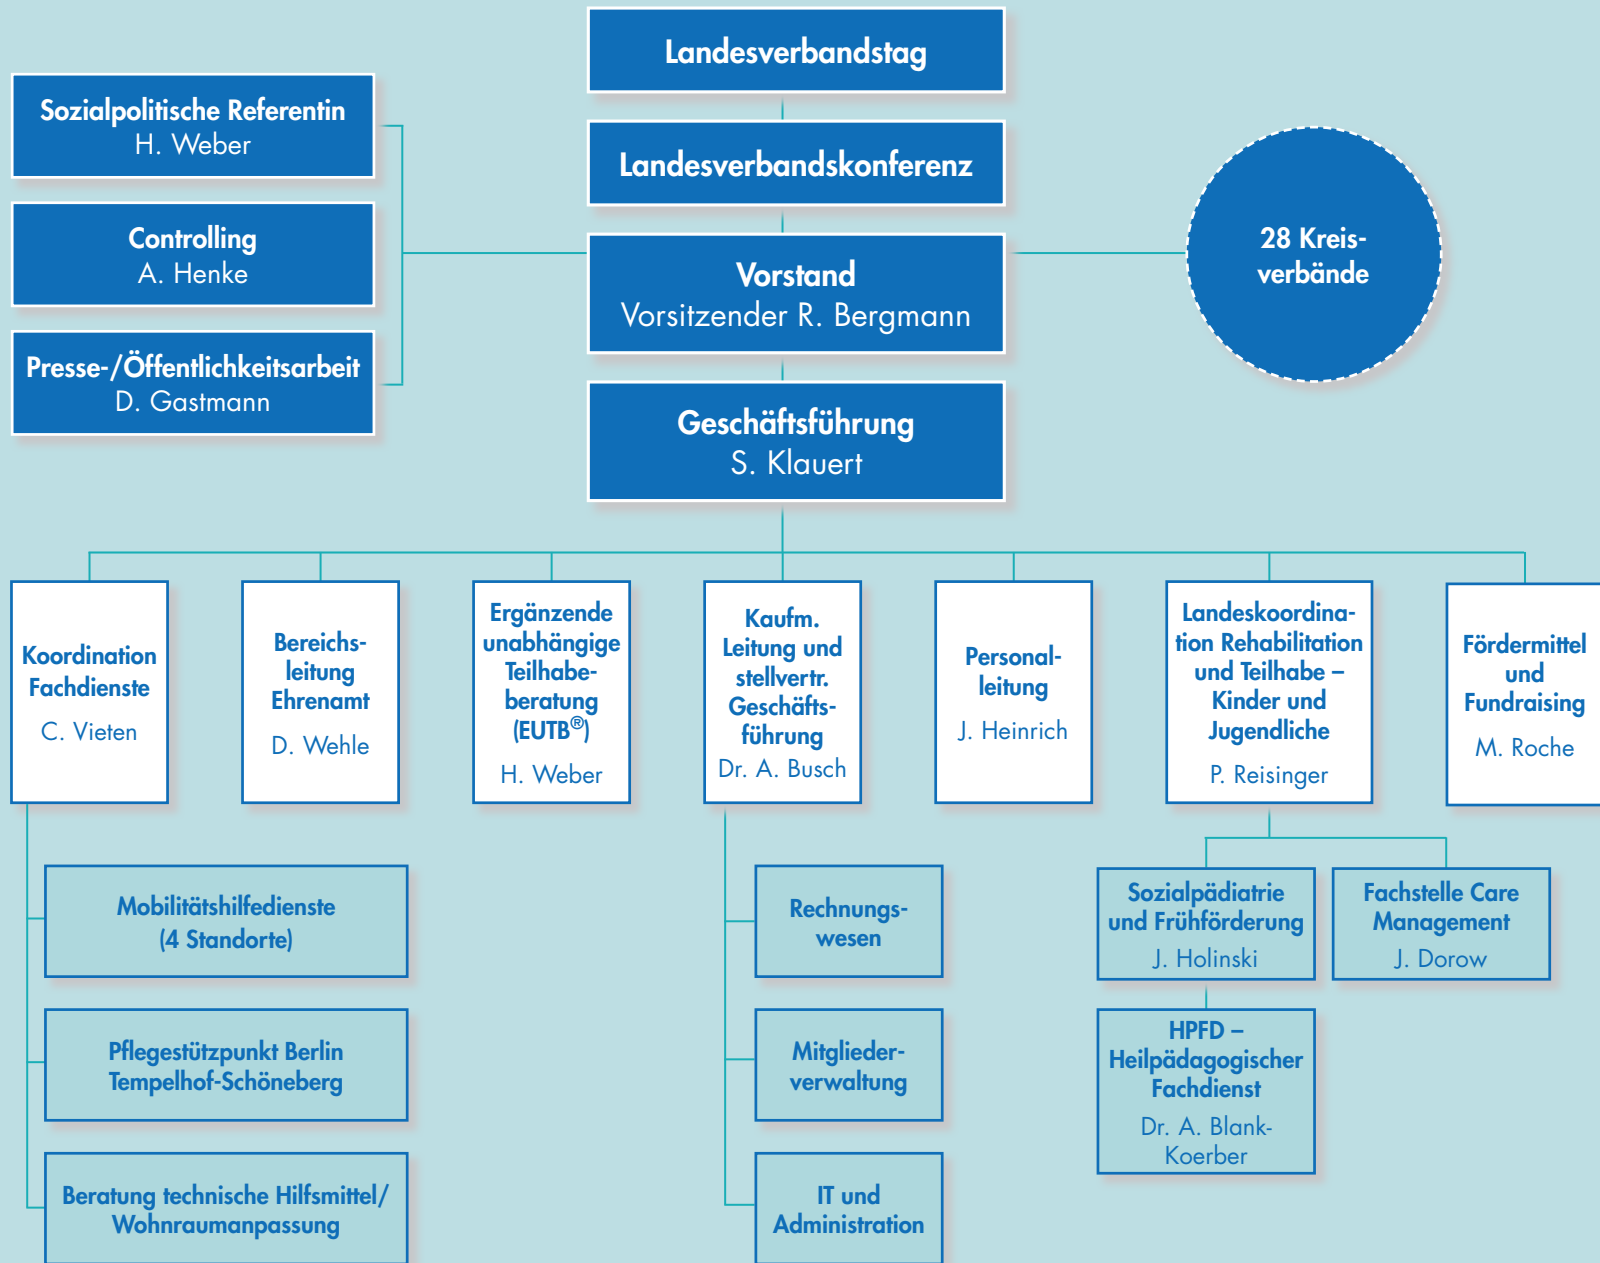 Landesverbandstag
Landesverbandskonferenz
Vorstand
Vorsitzender R. Bergmann
Geschäftsführung
S. Klauert
Sozialpolitische Referentin
H. Weber
Controlling
A. Henke
Presse-/Öffentlichkeitsarbeit
D. Gastmann
28 Kreis-
verbände
Koordination
Fachdienste
C. Vieten
Bereichs-
leitung
Ehrenamt
D. Wehle
Ergänzende
unabhängige
Teilhabe-
beratung
(EUTB®)
H. Weber
Kaufm.
Leitung und
stellvertr.
Geschäfts-
führung
Dr. A. Busch
Personal-
leitung
J. Heinrich
Landeskoordina-
tion Rehabilitation
und Teilhabe –
Kinder und
Jugendliche
P. Reisinger
Fördermittel
und
Fundraising
M. Roche
Mobilitätshilfedienste
(4 Standorte)
Pflegestützpunkt Berlin
Tempelhof-Schöneberg
Beratung technische Hilfsmittel/
Wohnraumanpassung
Rechnungs-
wesen
Mitglieder-
verwaltung
IT und
Administration
Sozialpädiatrie
und Frühförderung
J. Holinski
Fachstelle Care
Management
J. Dorow
HPFD –
Heilpädagogischer
Fachdienst
Dr. A. Blank-
Koerber